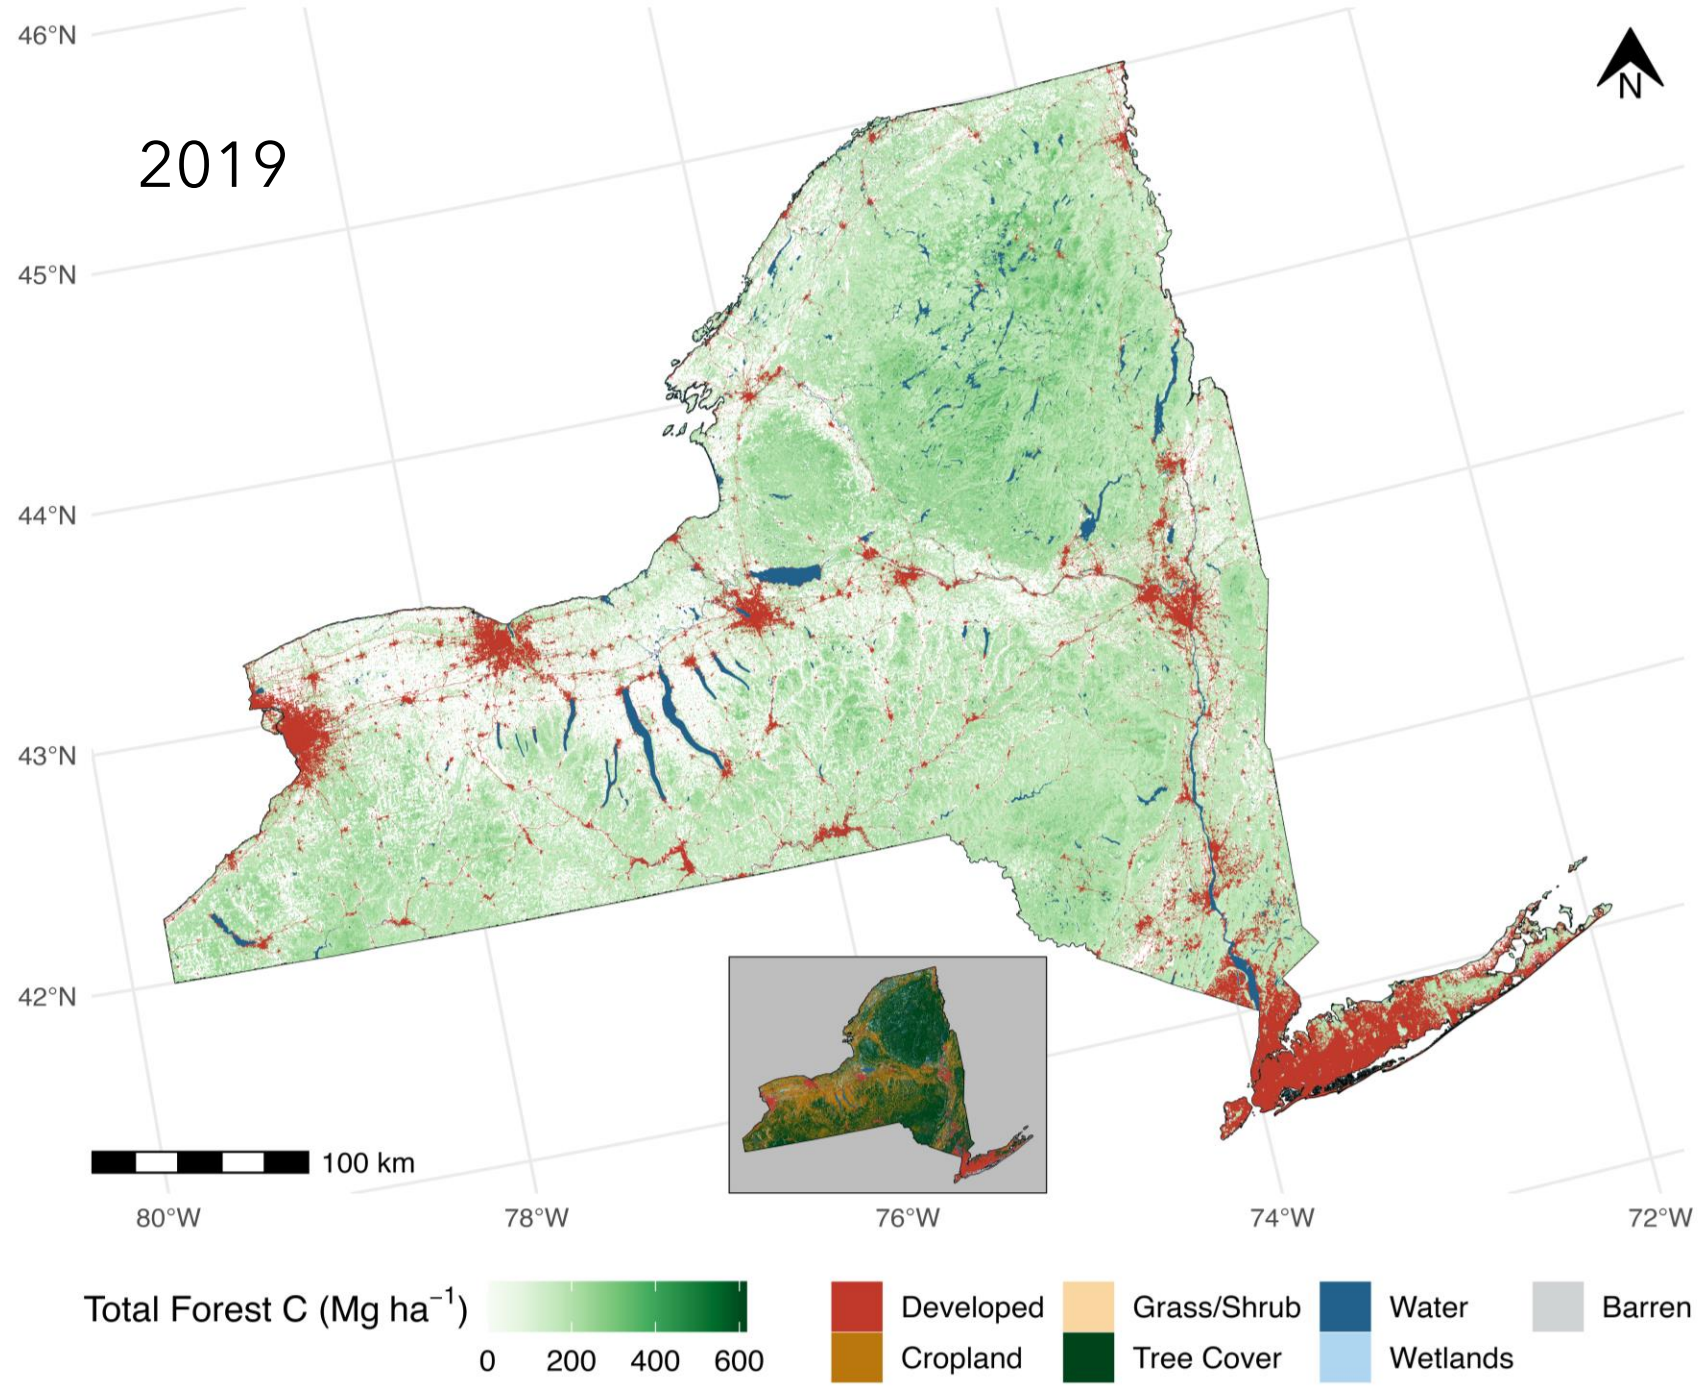 46°N
N
2019
45°N
44°N
43°N
42°N
100 km
80°W 78°W 76°W 74°W 72°W
Total Forest C (Mg ha⁻¹)
0 200 400 600
Developed Grass/Shrub Water Barren
Cropland Tree Cover Wetlands